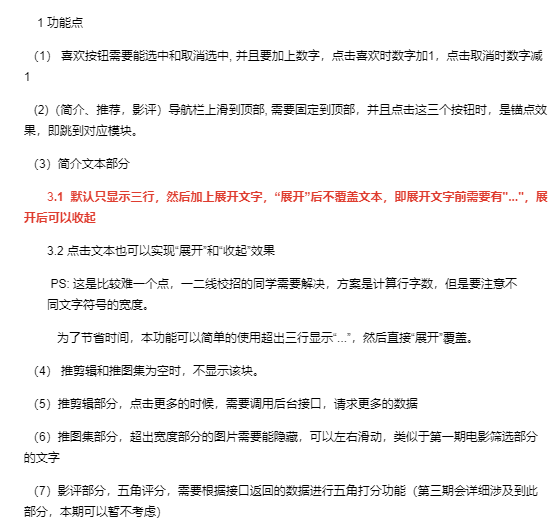 1 功能点
（1） 喜欢按钮需要能选中和取消选中, 并且要加上数字，点击喜欢时数字加1，点击取消时数字减
1
（2）（简介、推荐，影评）导航栏上滑到顶部, 需要固定到顶部，并且点击这三个按钮时，是锚点效
果，即跳到对应模块。
（3）简介文本部分
3.1 默认只显示三行，然后加上展开文字，“展开”后不覆盖文本，即展开文字前需要有"..."，展
开后可以收起
3.2 点击文本也可以实现“展开”和“收起”效果
PS: 这是比较难一个点，一二线校招的同学需要解决，方案是计算行字数，但是要注意不
同文字符号的宽度。
为了节省时间，本功能可以简单的使用超出三行显示“...”，然后直接“展开”覆盖。
（4） 推剪辑和推图集为空时，不显示该块。
（5）推剪辑部分，点击更多的时候，需要调用后台接口，请求更多的数据
（6）推图集部分，超出宽度部分的图片需要能隐藏，可以左右滑动，类似于第一期电影筛选部分
的文字
（7）影评部分，五角评分，需要根据接口返回的数据进行五角打分功能（第三期会详细涉及到此
部分，本期可以暂不考虑）